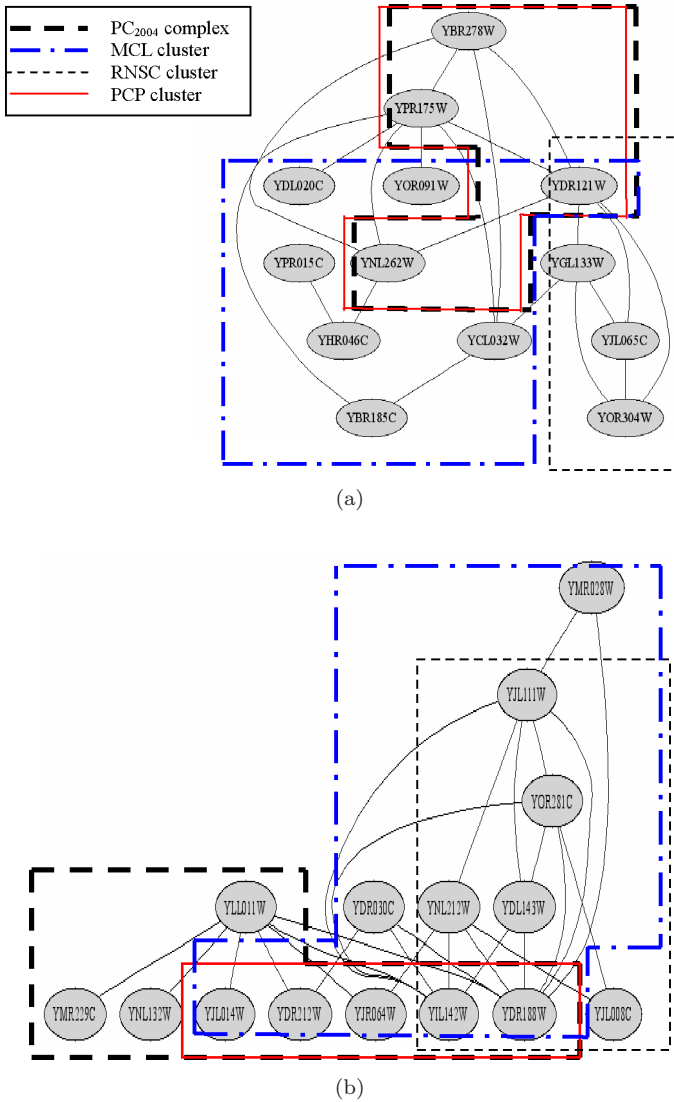 PC2004 complex
MCL cluster
RNSC cluster
PCP cluster
YBR278W
YPR175W
YDL020C YOR091W YDR121W
YPR015C YNL262W YGL133W
YHR046C YCL032W YJL065C
YBR185C YOR304W
(a)
YMR028W
YJL111W
YOR281C
YLL011W YDR030C YNL212W YDL143W
YMR229C YNL132W YJL014W YDR212W YJR064W YIL142W YDR188W YJL008C
(b)